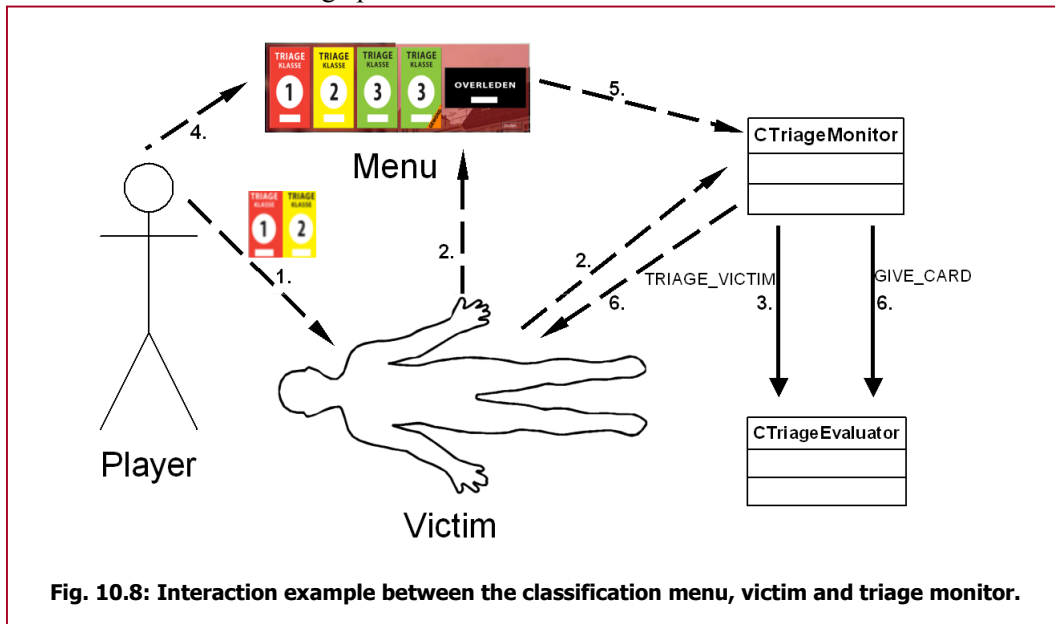 TRIAGE TRIAGE TRIAGE TRIAGE
KLASSE KLASSE KLASSE KLASSE
1 2 3 3
OVERLEDEN
4.
Menu
5.
CTriageMonitor
TRIAGE TRIAGE
KLASSE KLASSE
1 2
1.
2.
2.
TRIAGE_VICTIM
3.
GIVE_CARD
6.
6.
CTriageEvaluator
Player
Victim
Fig. 10.8: Interaction example between the classification menu, victim and triage monitor.